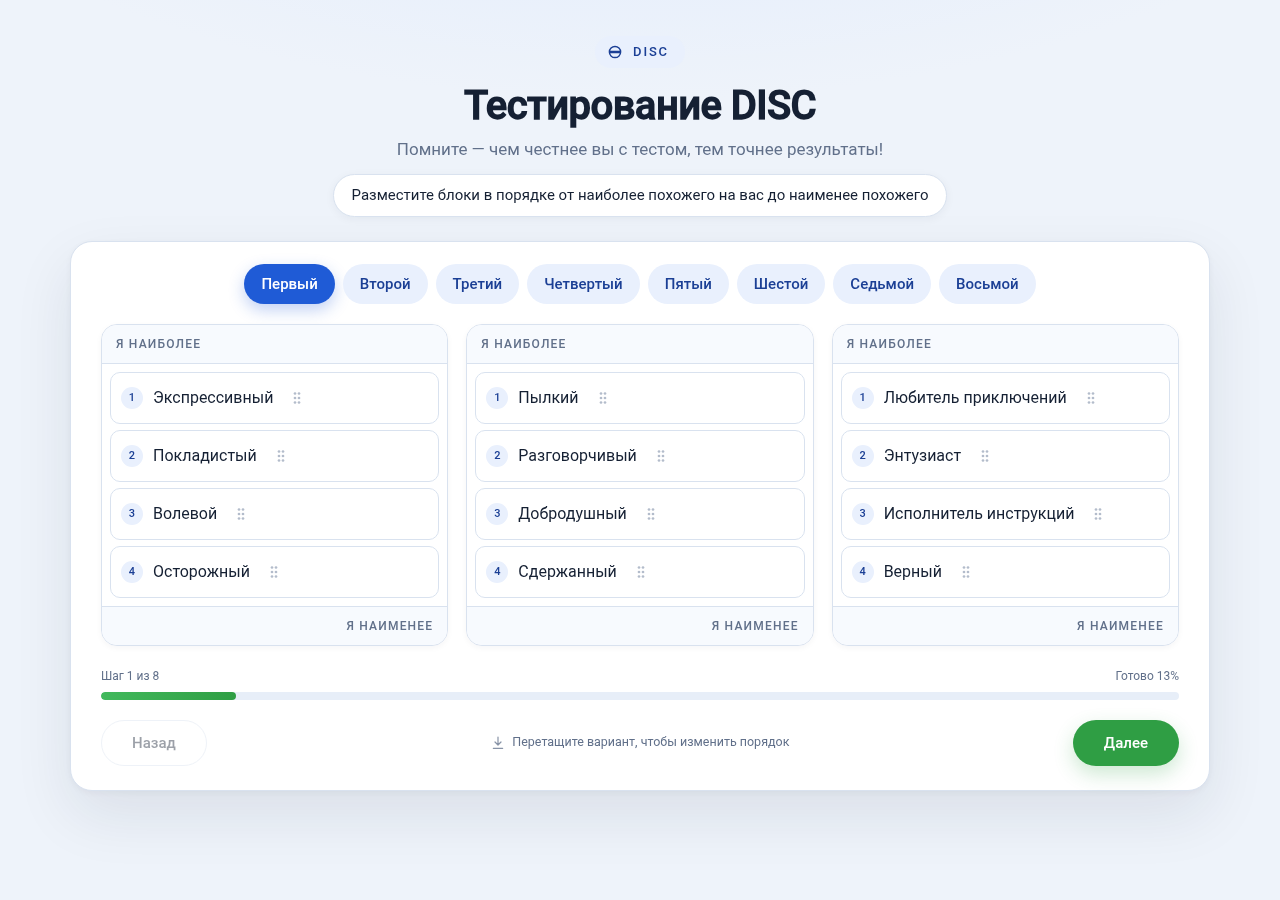 DISC
Тестирование DISC
Помните — чем честнее вы с тестом, тем точнее результаты!
Разместите блоки в порядке от наиболее похожего на вас до наименее похожего
Первый Второй Третий Четвертый Пятый Шестой Седьмой Восьмой
Я НАИБОЛЕЕ
1 Экспрессивный
2 Покладистый
3 Волевой
4 Осторожный
Я НАИМЕНЕЕ
Я НАИБОЛЕЕ
1 Пылкий
2 Разговорчивый
3 Добродушный
4 Сдержанный
Я НАИМЕНЕЕ
Я НАИБОЛЕЕ
1 Любитель приключений
2 Энтузиаст
3 Исполнитель инструкций
4 Верный
Я НАИМЕНЕЕ
Шаг 1 из 8
Готово 13%
Назад
Перетащите вариант, чтобы изменить порядок
Далее